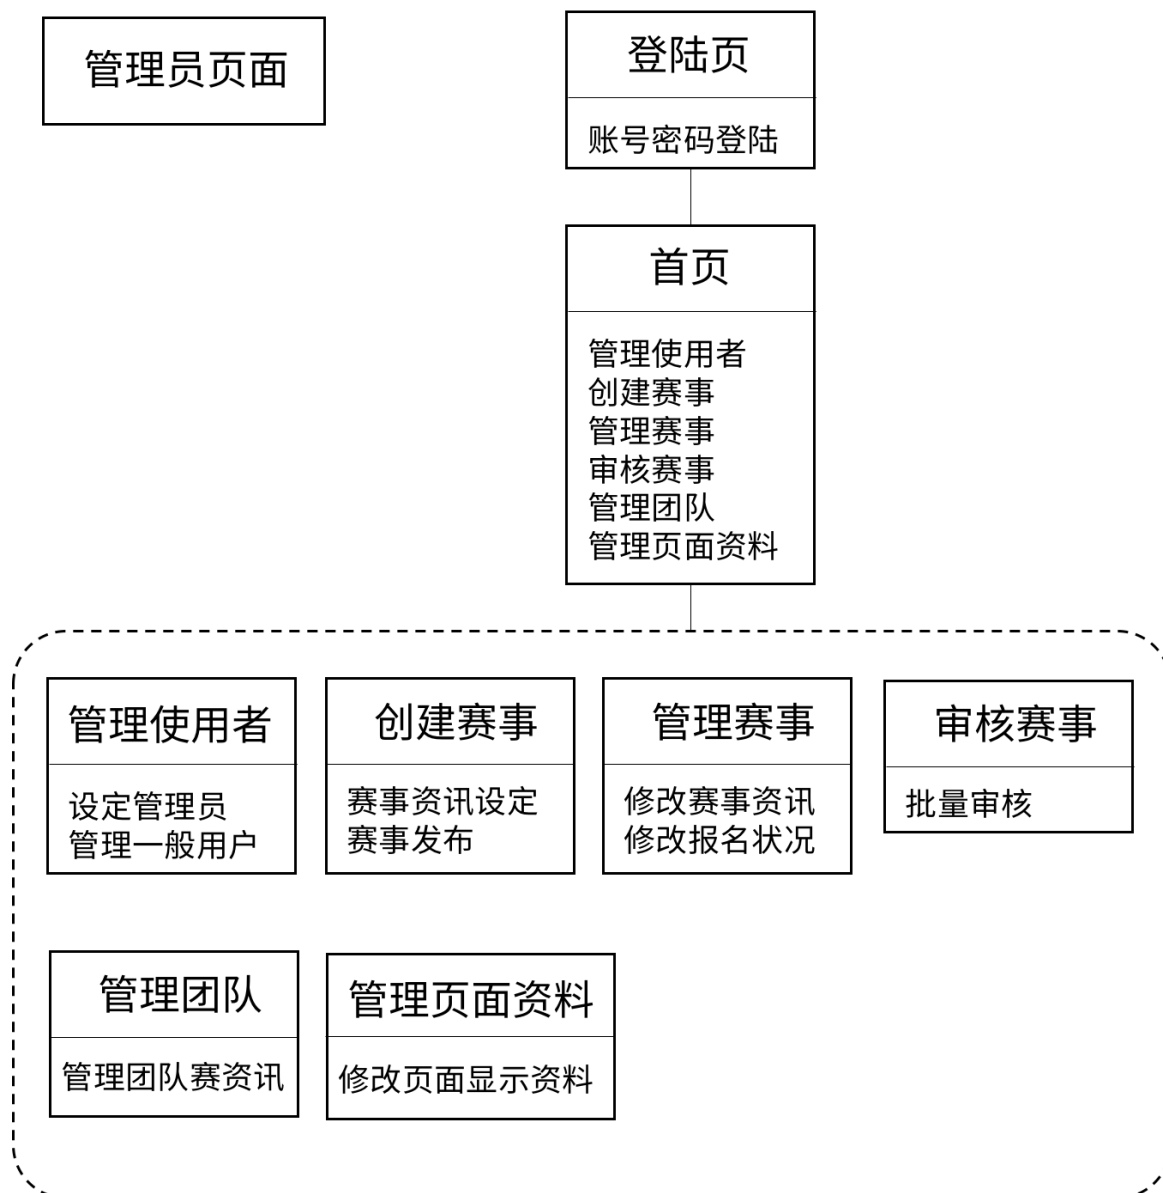 管理员页面
登陆页
账号密码登陆
首页
管理使用者
创建赛事
管理赛事
审核赛事
管理团队
管理页面资料
管理使用者
设定管理员
管理一般用户
创建赛事
赛事资讯设定
赛事发布
管理赛事
修改赛事资讯
修改报名状况
审核赛事
批量审核
管理团队
管理团队赛资讯
管理页面资料
修改页面显示资料